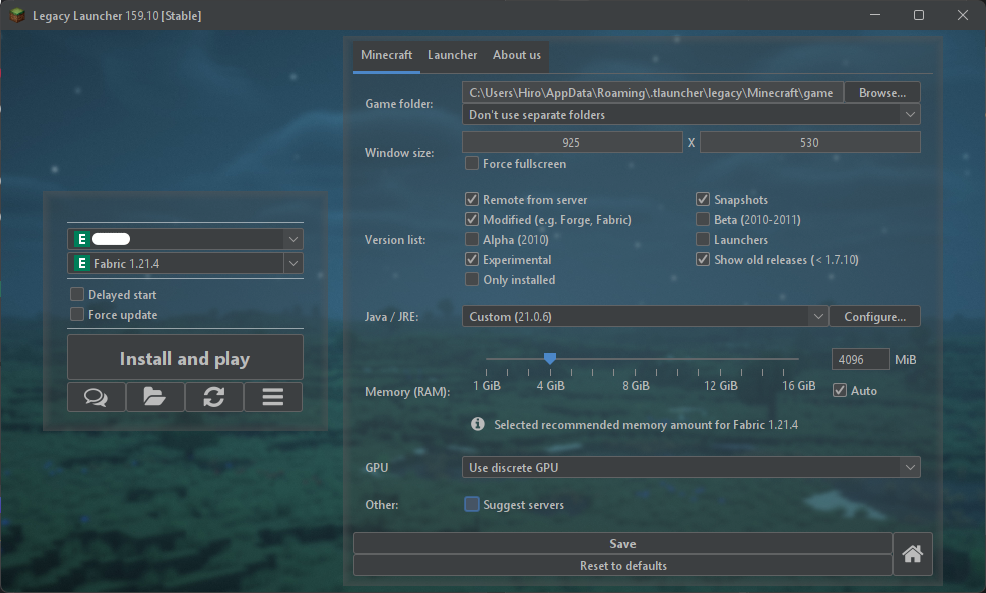 Legacy Launcher 159.10 [Stable]
E
E Fabric 1.21.4
Delayed start
Force update
Install and play
Minecraft Launcher About us
Game folder: C:\Users\Hiro\AppData\Roaming\.tlauncher\legacy\Minecraft\game Browse...
Don't use separate folders
Window size: 925 X 530
Force fullscreen
Version list:
Remote from server Snapshots
Modified (e.g. Forge, Fabric) Beta (2010-2011)
Alpha (2010) Launchers
Experimental Show old releases (< 1.7.10)
Only installed
Java / JRE: Custom (21.0.6) Configure...
Memory (RAM): 4096 MiB
1 GiB 4 GiB 8 GiB 12 GiB 16 GiB
Auto
Selected recommended memory amount for Fabric 1.21.4
GPU Use discrete GPU
Other: Suggest servers
Save
Reset to defaults